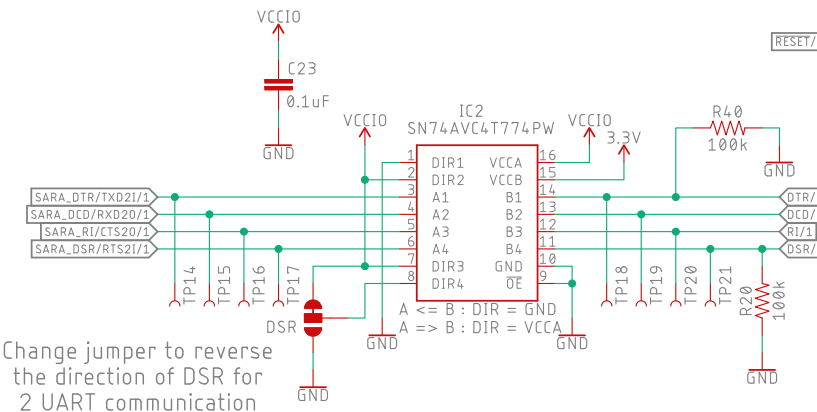 VCCIO
RESET/
C23
0.1uF
GND
IC2
SN74AVC4T774PW
VCCIO
VCCIO
3.3V
R40
100k
GND
1 DIR1 VCCA 16
2 DIR2 VCCB 15
SARA_DTR/TXD2I/1 3 A1 B1 14 DTR/
SARA_DCD/RXD2O/1 4 A2 B2 13 DCD/
SARA_RI/CTS2O/1 5 A3 B3 12 RI/1
SARA_DSR/RTS2I/1 6 A4 B4 11 DSR/
7 DIR3 GND 10
8 DIR4 OE 9
TP14 TP15 TP16 TP17 TP18 TP19 TP20 TP21
R20
100k
A <= B : DIR = GND
A => B : DIR = VCCA
DSR
GND
GND
GND
GND
Change jumper to reverse
the direction of DSR for
2 UART communication